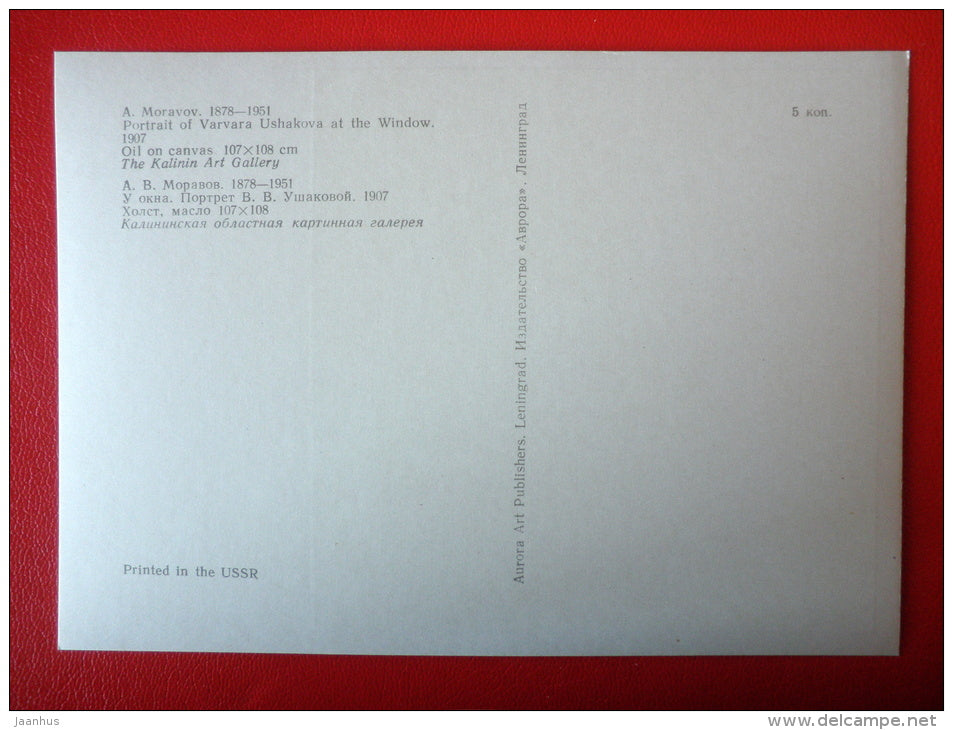 A. Moravov. 1878—1951
Portrait of Varvara Ushakova at the Window.
1907
Oil on canvas 107×108 cm
The Kalinin Art Gallery
А. В. Моравов. 1878—1951
У окна. Портрет В. В. Ушаковой. 1907
Холст, масло 107×108
Калининская областная картинная галерея
Printed in the USSR
Aurora Art Publishers. Leningrad. Издательство «Аврора». Ленинград
5 коп.
Jaanhus
www.delcampe.net